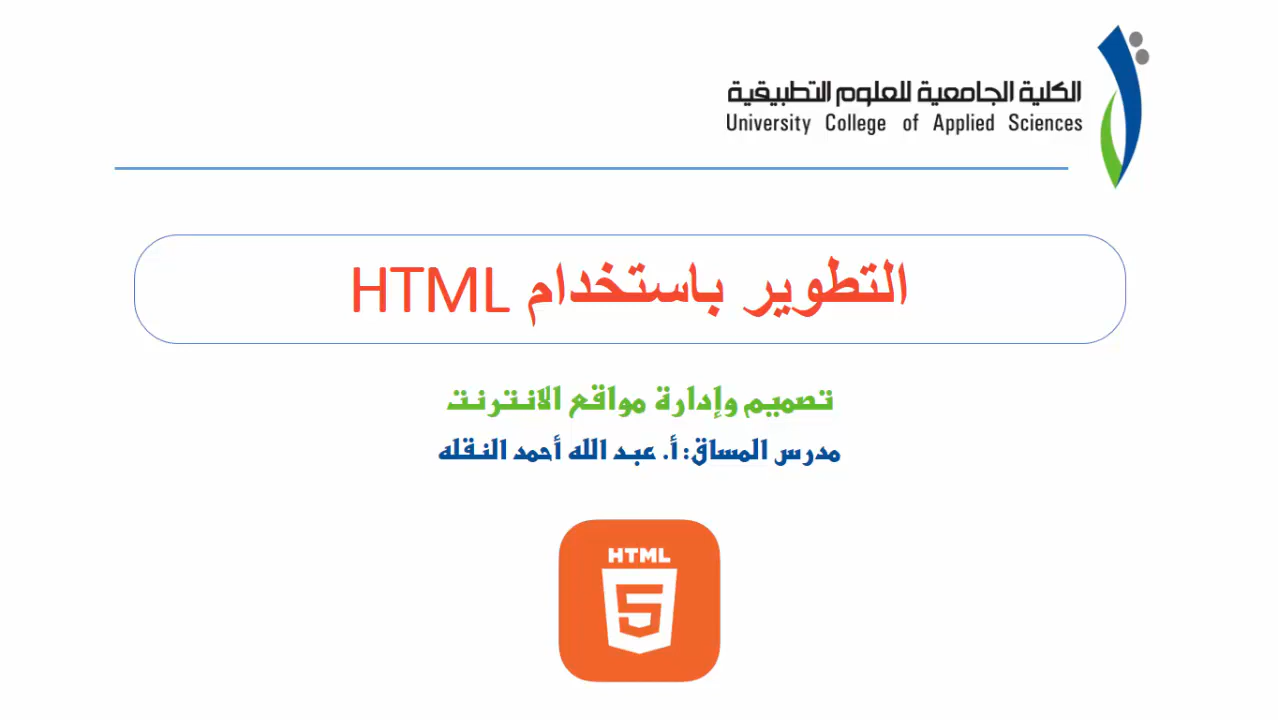 الكلية الجامعية للعلوم التطبيقية
University College of Applied Sciences
التطوير باستخدام HTML
تصميم وإدارة مواقع الانترنت
مدرس المساق: أ. عبد الله أحمد النقله
HTML
5